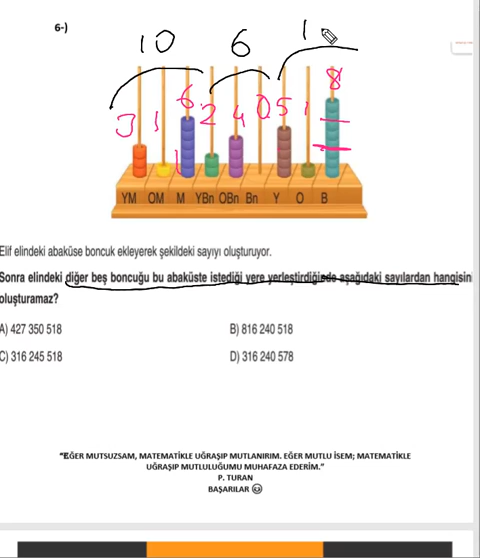 6-)
10 6 1
3 1 6 2 4 0 5 1 8
YM OM M YBn OBn Bn Y O B
Elif elindeki abaküse boncuk ekleyerek şekildeki sayıyı oluşturuyor.
Sonra elindeki diğer beş boncuğu bu abaküste istediği yere yerleştirdiğinde aşağıdaki sayılardan hangisin
oluşturamaz?
A) 427 350 518 B) 816 240 518
C) 316 245 518 D) 316 240 578
"EĞER MUTSUZSAM, MATEMATİKLE UĞRAŞIP MUTLANIRIM. EĞER MUTLU İSEM; MATEMATİKLE
UĞRAŞIP MUTLULUĞUMU MUHAFAZA EDERİM."
P. TURAN
BAŞARILAR